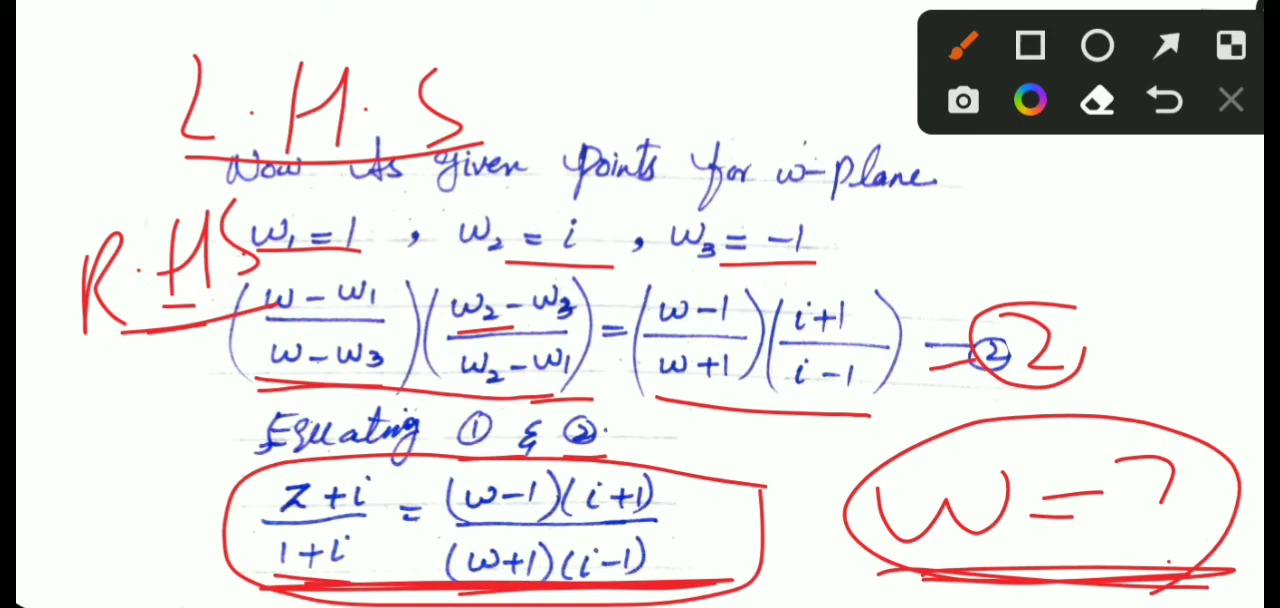 L.H.S
Now As given points for w-plane
R.H.S
w₁ = 1 , w₂ = i , w₃ = -1
((w - w₁)/(w - w₃)) ((w₂ - w₃)/(w₂ - w₁)) = ((w - 1)/(w + 1)) ((i + 1)/(i - 1)) — ② 2
Equating ① & ②.
(z + i)/(1 + i) = ((w - 1)(i + 1))/((w + 1)(i - 1))
W = ?